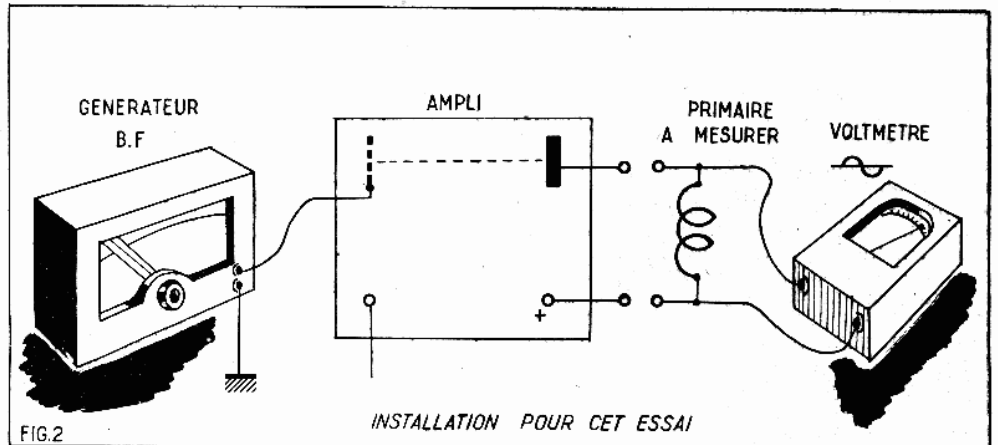 GENERATEUR
B.F
AMPLI
PRIMAIRE
A MESURER
VOLTMETRE
+
INSTALLATION POUR CET ESSAI
FIG.2